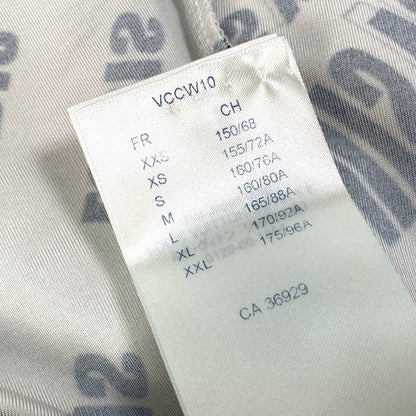 VCCW10
FR CH
XXS 150/68
XS 155/72A
S 160/76A
M 160/80A
L 165/88A
XL 170/92A
XXL 175/96A
CA 36929